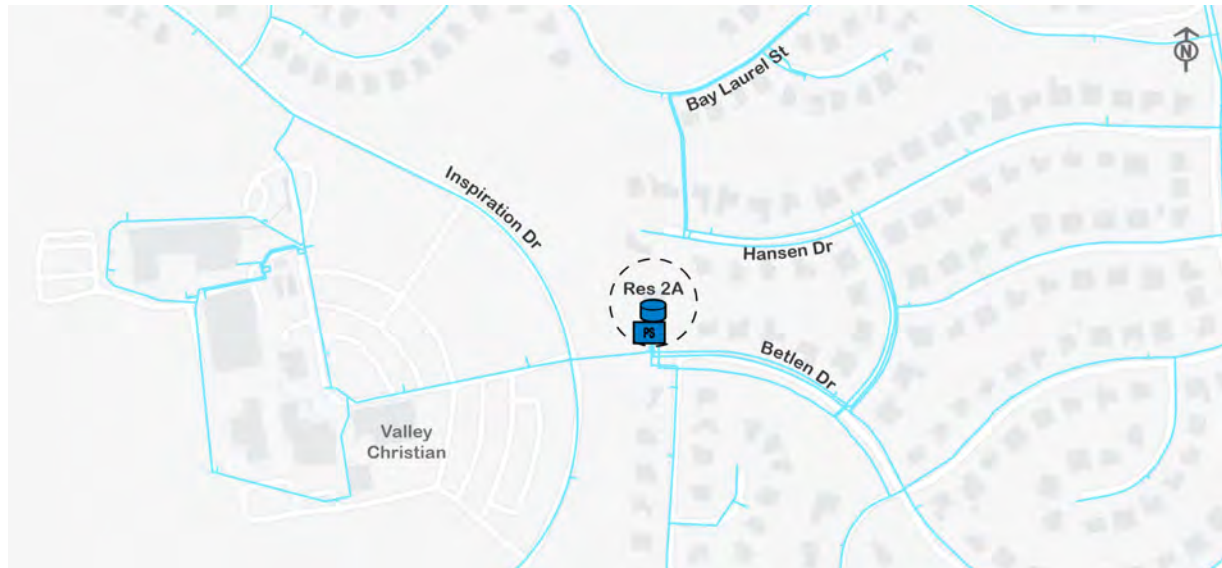 Bay Laurel St
N
Inspiration Dr
Hansen Dr
Res 2A
PS
Betlen Dr
Valley
Christian